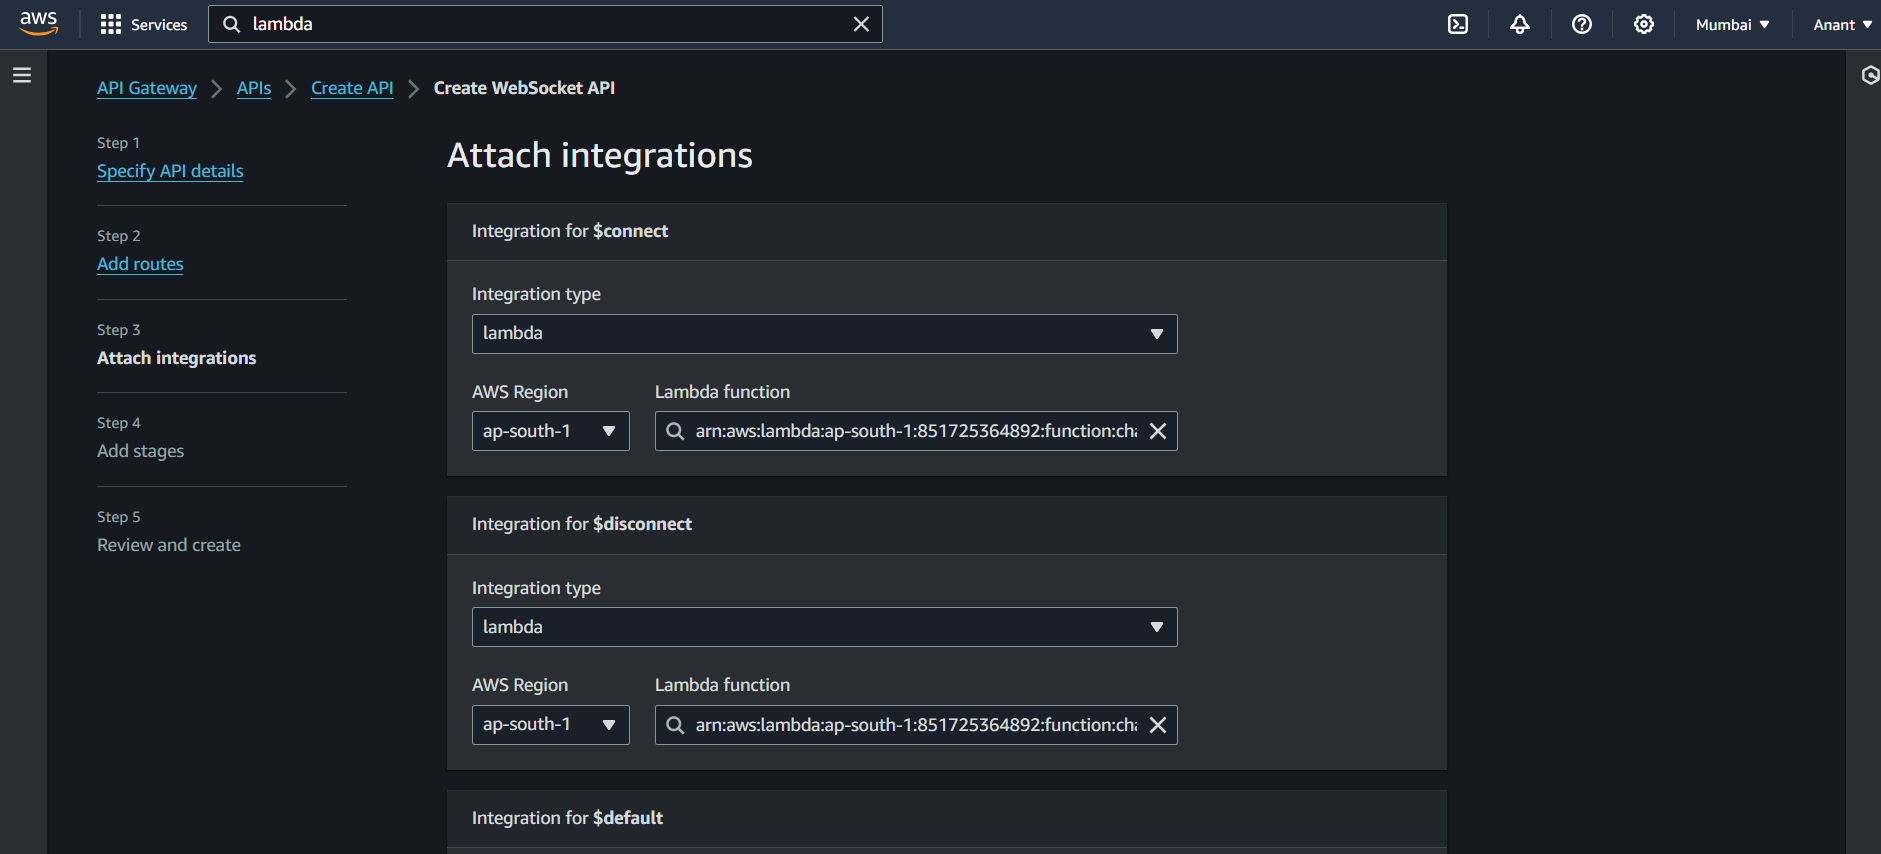 aws Services lambda Mumbai Anant
API Gateway APIs Create API Create WebSocket API
Step 1
Specify API details
Step 2
Add routes
Step 3
Attach integrations
Step 4
Add stages
Step 5
Review and create
Attach integrations
Integration for $connect
Integration type
lambda
AWS Region Lambda function
ap-south-1 arn:aws:lambda:ap-south-1:851725364892:function:cha
Integration for $disconnect
Integration type
lambda
AWS Region Lambda function
ap-south-1 arn:aws:lambda:ap-south-1:851725364892:function:cha
Integration for $default